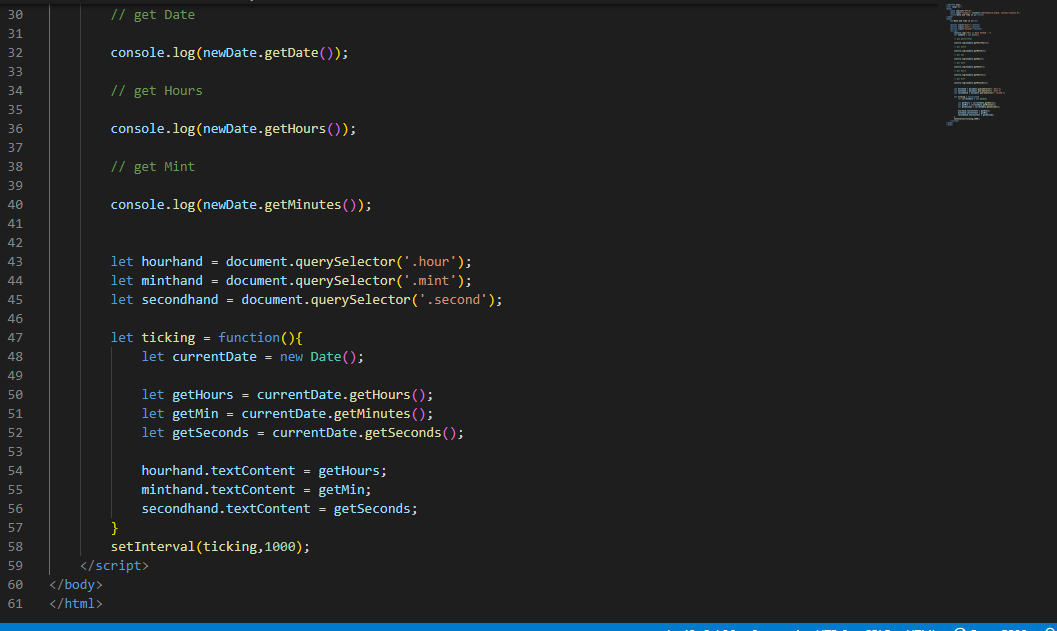 30 // get Date
31
32 console.log(newDate.getDate());
33
34 // get Hours
35
36 console.log(newDate.getHours());
37
38 // get Mint
39
40 console.log(newDate.getMinutes());
41
42
43 let hourhand = document.querySelector('.hour');
44 let minthand = document.querySelector('.mint');
45 let secondhand = document.querySelector('.second');
46
47 let ticking = function(){
48 let currentDate = new Date();
49
50 let getHours = currentDate.getHours();
51 let getMin = currentDate.getMinutes();
52 let getSeconds = currentDate.getSeconds();
53
54 hourhand.textContent = getHours;
55 minthand.textContent = getMin;
56 secondhand.textContent = getSeconds;
57 }
58 setInterval(ticking,1000);
59 </script>
60 </body>
61 </html>